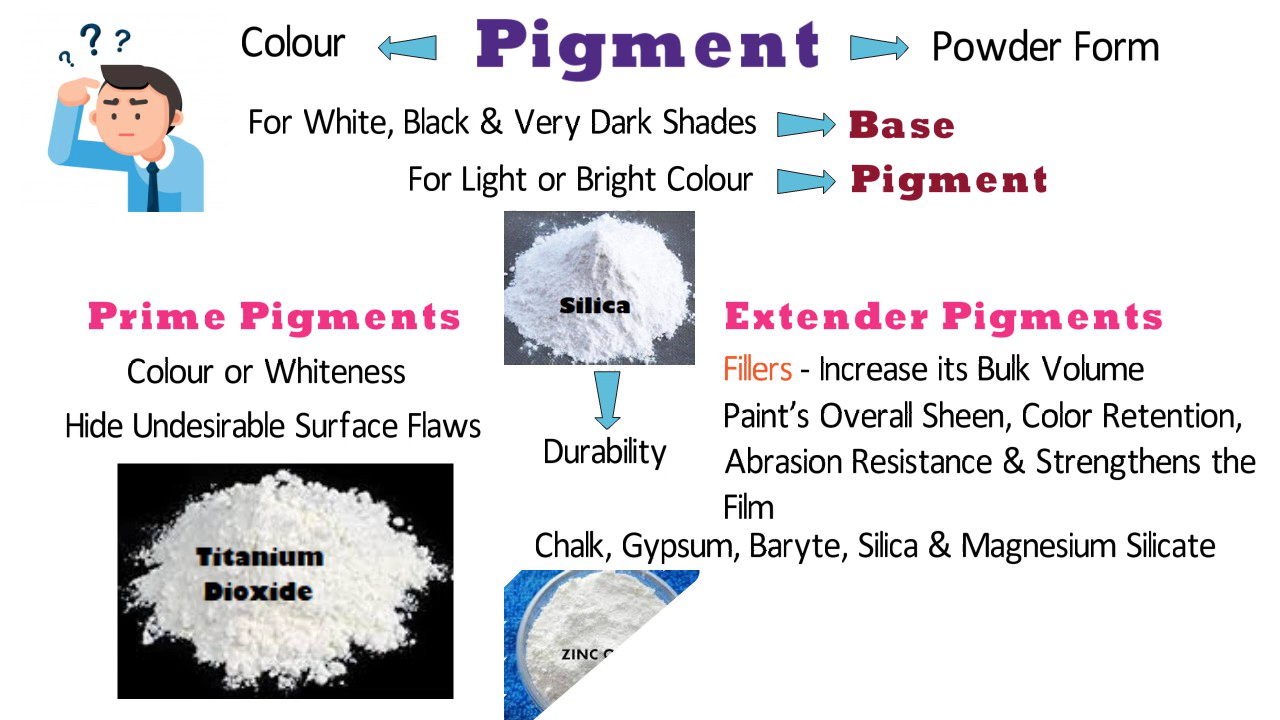 ? ? ?
Colour Pigment Powder Form
For White, Black & Very Dark Shades Base
For Light or Bright Colour Pigment
Silica
Prime Pigments
Colour or Whiteness
Hide Undesirable Surface Flaws
Titanium
Dioxide
Durability
Extender Pigments
Fillers - Increase its Bulk Volume
Paint's Overall Sheen, Color Retention,
Abrasion Resistance & Strengthens the
Film
Chalk, Gypsum, Baryte, Silica & Magnesium Silicate
ZINC